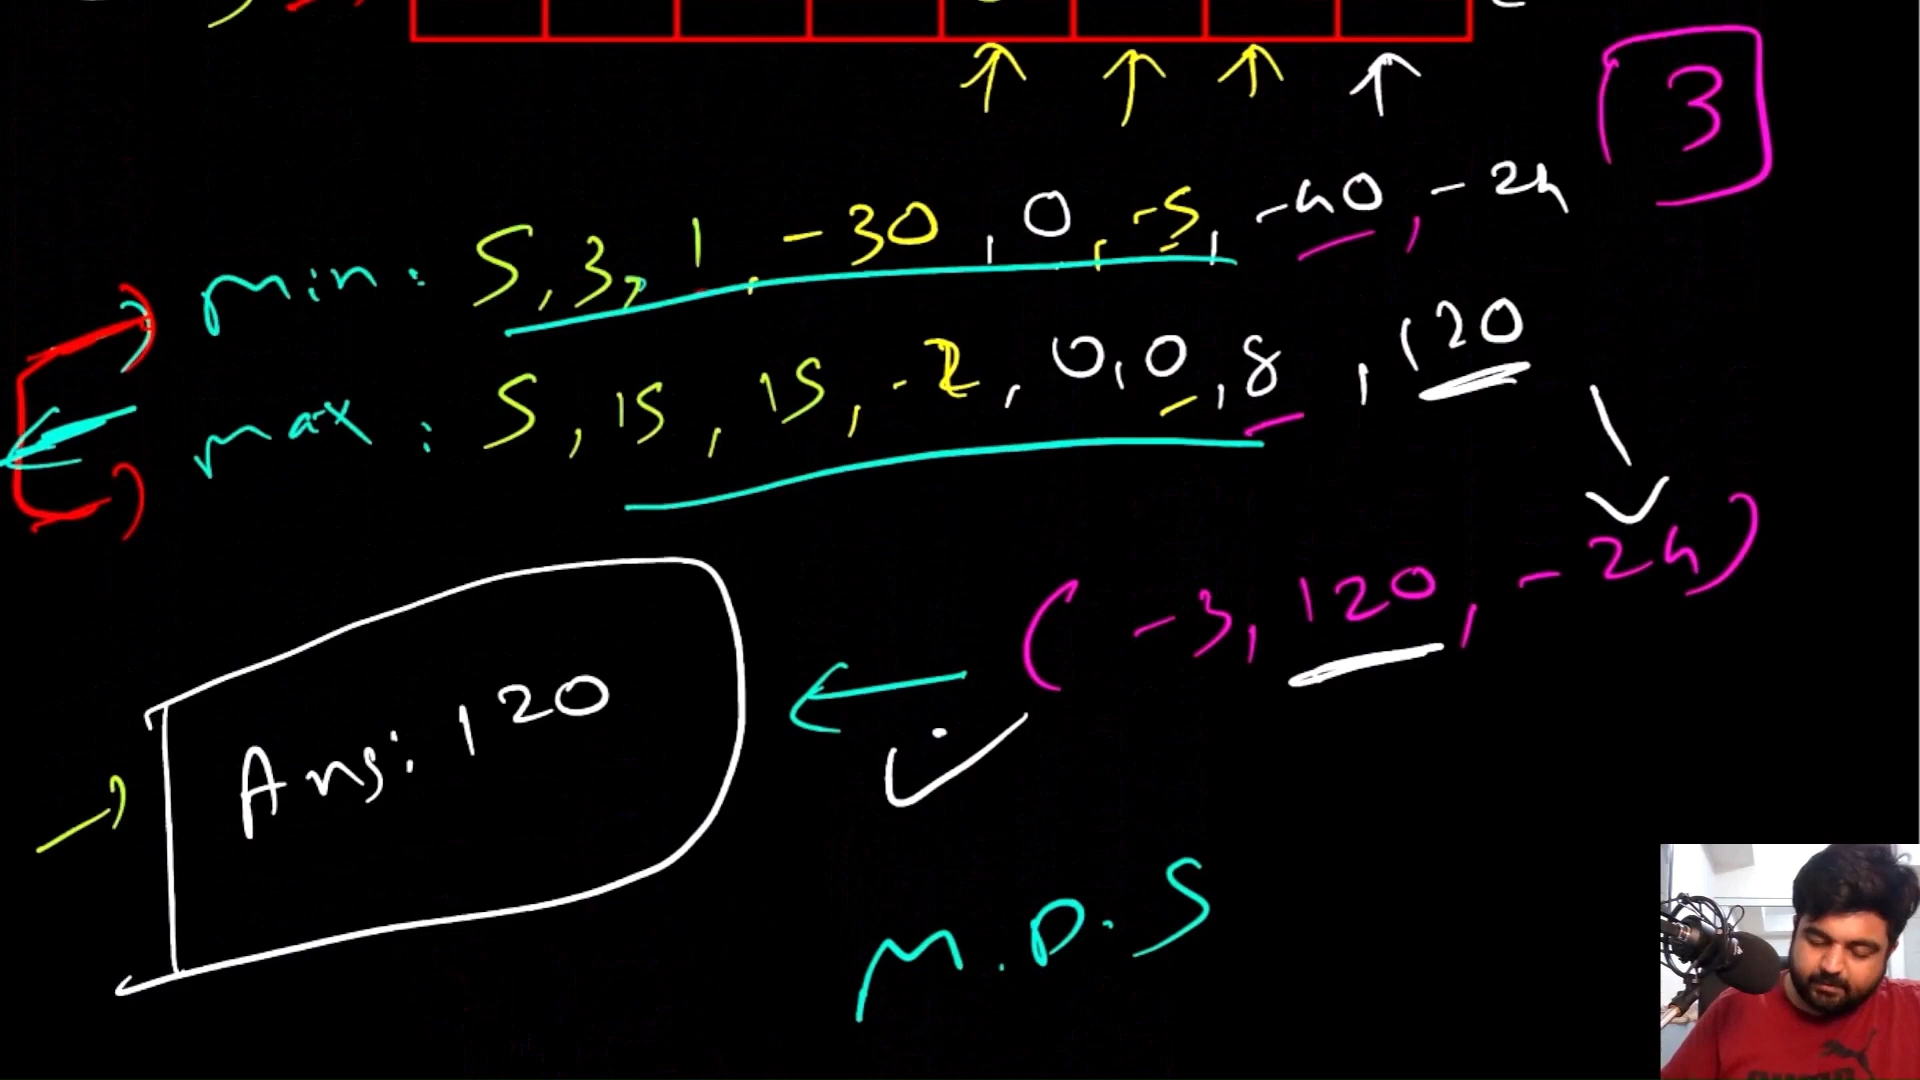 3
min: 5, 3, 1, -30, 0, -5, -40, -24
max: 5, 15, 15, -2, 0, 0, 8, 120
(-3, 120, -24)
Ans: 120
M.D.S